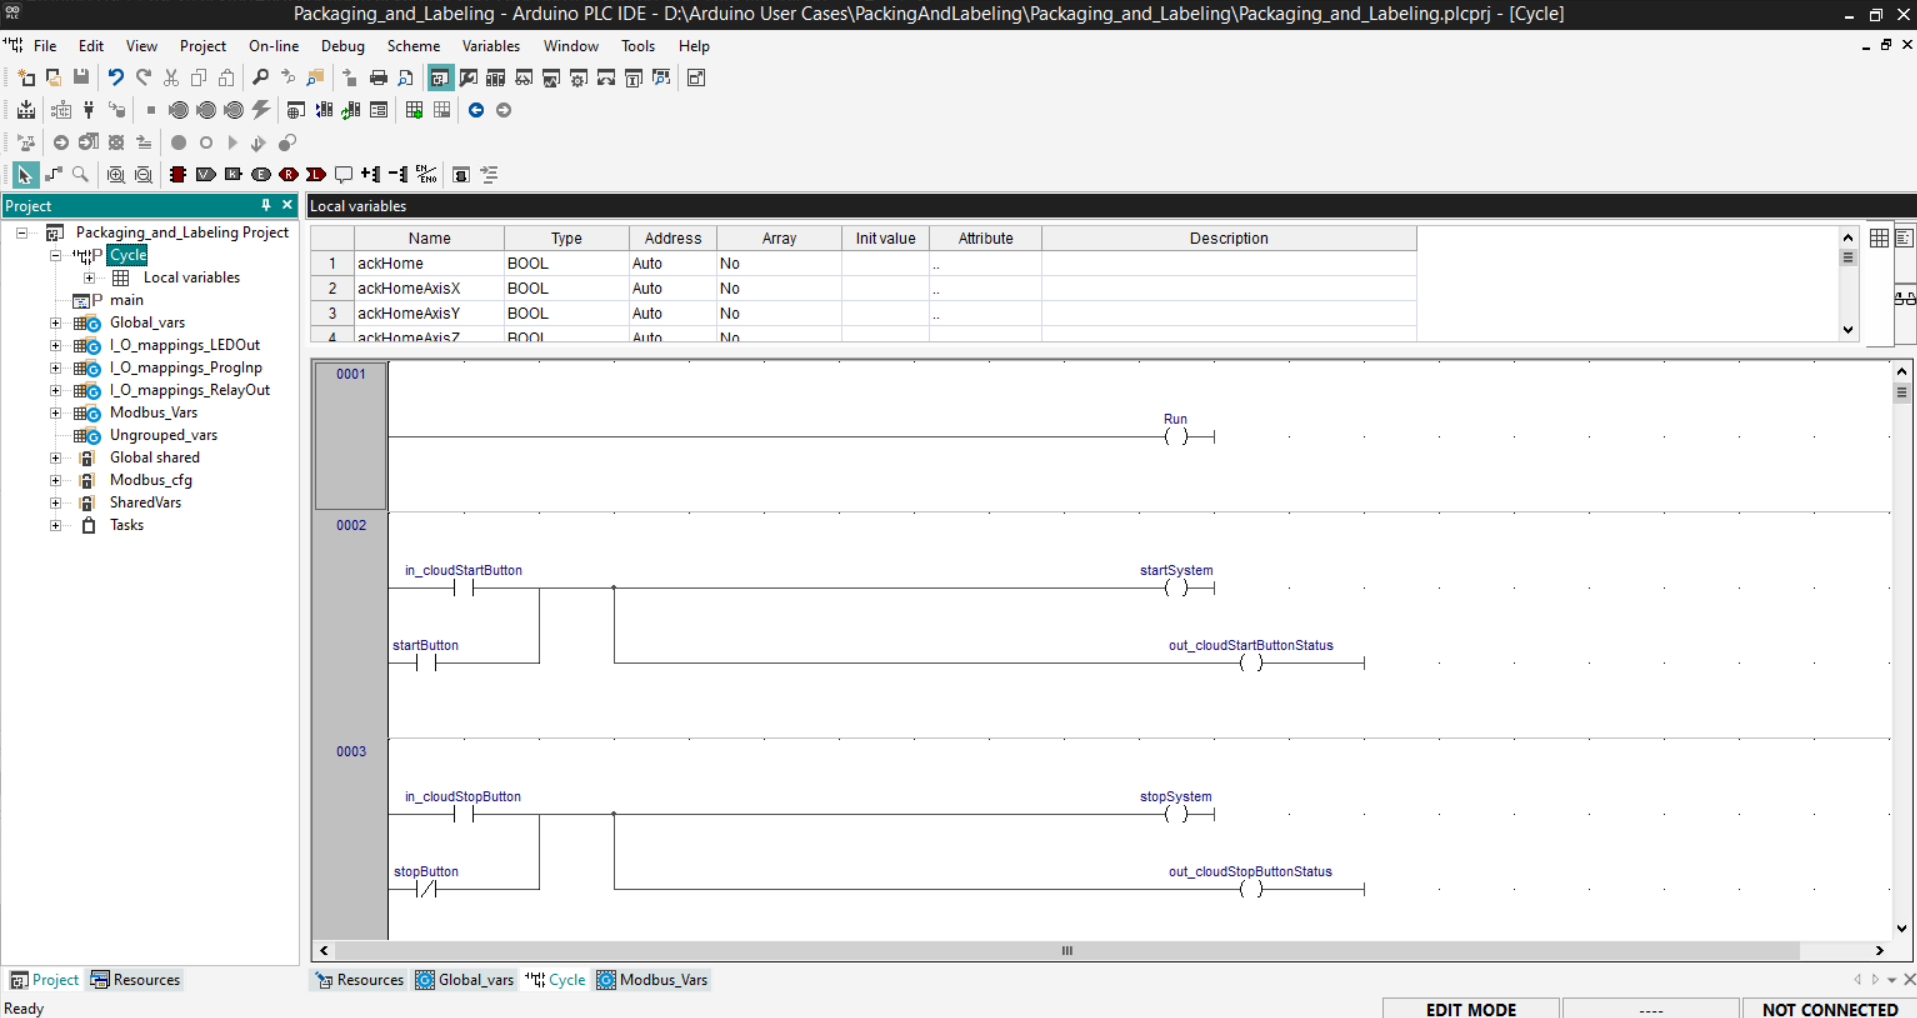 Packaging_and_Labeling - Arduino PLC IDE - D:\Arduino User Cases\PackingAndLabeling\Packaging_and_Labeling\Packaging_and_Labeling.plcprj - [Cycle]
File Edit View Project On-line Debug Scheme Variables Window Tools Help
EN/ENO
Project
Packaging_and_Labeling Project
Cycle
Local variables
main
Global_vars
I_O_mappings_LEDOut
I_O_mappings_ProgInp
I_O_mappings_RelayOut
Modbus_Vars
Ungrouped_vars
Global shared
Modbus_cfg
SharedVars
Tasks
Project Resources
Local variables
Name Type Address Array Init value Attribute Description
1 ackHome BOOL Auto No ..
2 ackHomeAxisX BOOL Auto No ..
3 ackHomeAxisY BOOL Auto No ..
4 ackHomeAxisZ BOOL Auto No
0001
Run
0002
in_cloudStartButton startSystem
startButton out_cloudStartButtonStatus
0003
in_cloudStopButton stopSystem
stopButton out_cloudStopButtonStatus
Resources Global_vars Cycle Modbus_Vars
Ready EDIT MODE ---- NOT CONNECTED